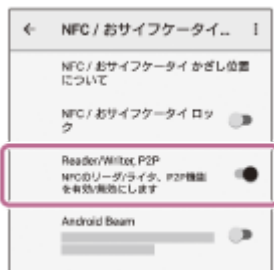 ← NFC / おサイフケータイ...
NFC / おサイフケータイ かざし位置
について
NFC / おサイフケータイ ロッ
ク
Reader/Writer, P2P
NFCのリーダ/ライタ、P2P機能
を有効/無効にします
Android Beam